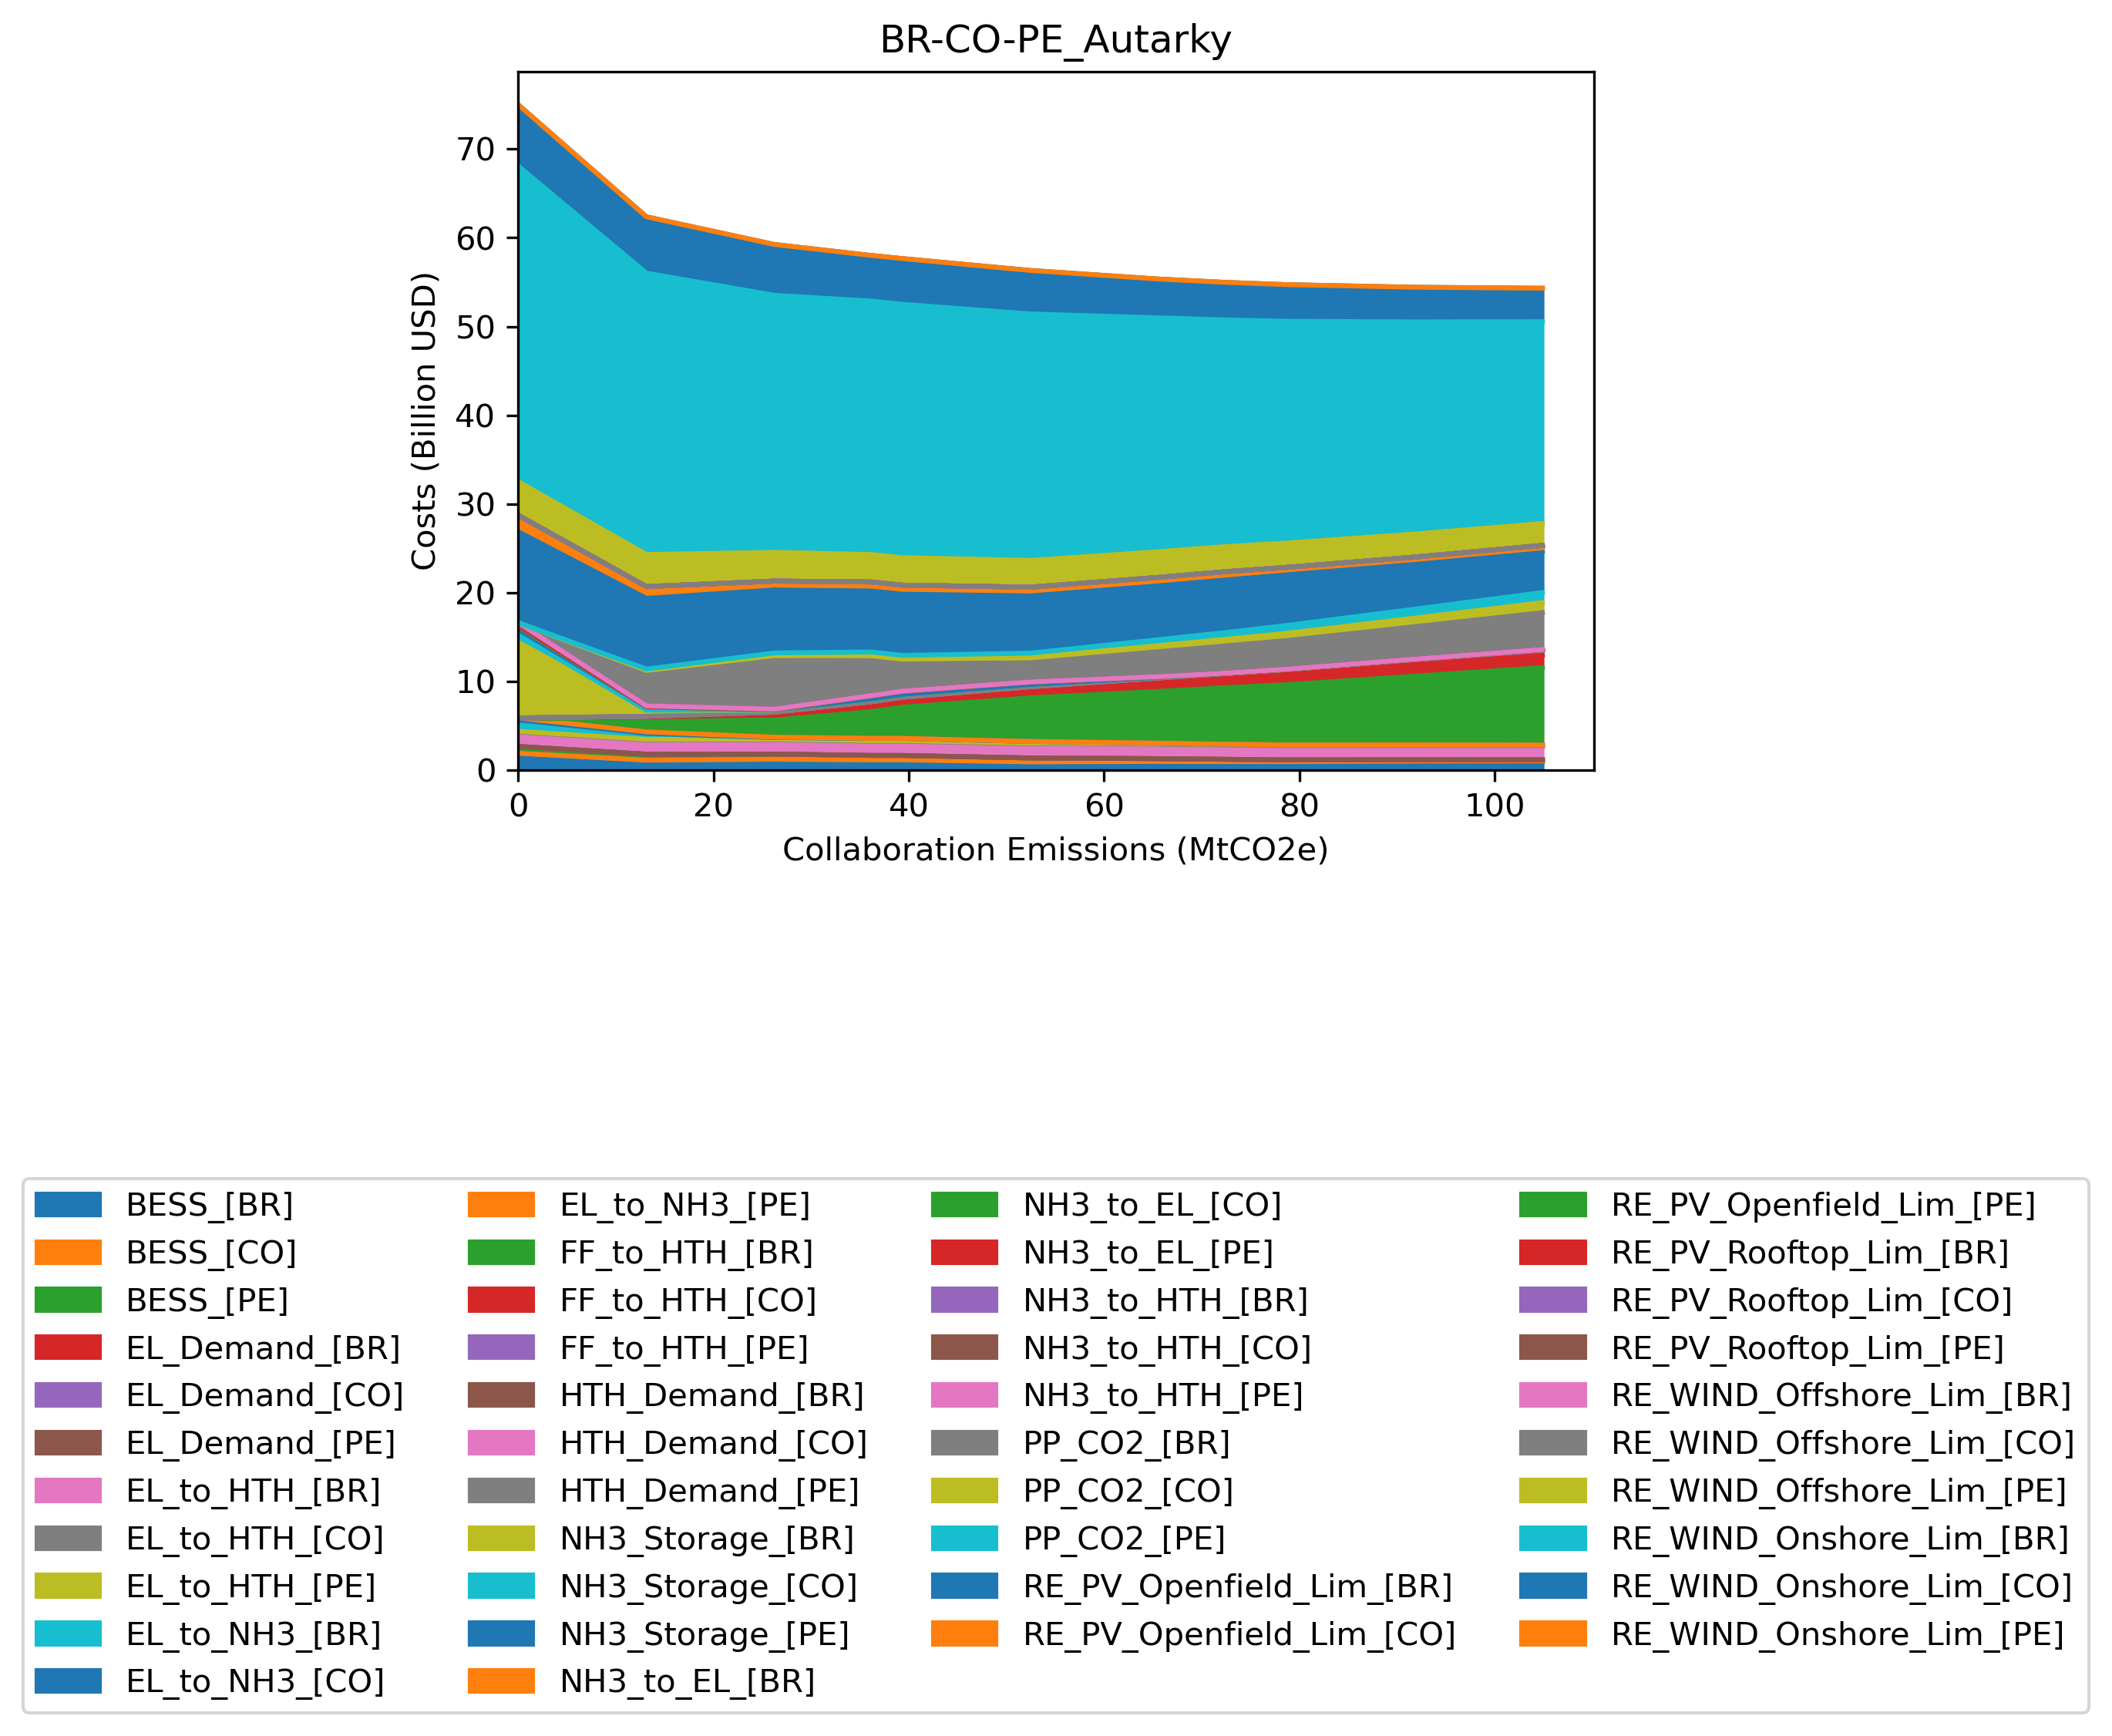 BR-CO-PE_Autarky
Costs (Billion USD)
70
60
50
40
30
20
10
0
0 20 40 60 80 100
Collaboration Emissions (MtCO2e)
BESS_[BR]
BESS_[CO]
BESS_[PE]
EL_Demand_[BR]
EL_Demand_[CO]
EL_Demand_[PE]
EL_to_HTH_[BR]
EL_to_HTH_[CO]
EL_to_HTH_[PE]
EL_to_NH3_[BR]
EL_to_NH3_[CO]
EL_to_NH3_[PE]
FF_to_HTH_[BR]
FF_to_HTH_[CO]
FF_to_HTH_[PE]
HTH_Demand_[BR]
HTH_Demand_[CO]
HTH_Demand_[PE]
NH3_Storage_[BR]
NH3_Storage_[CO]
NH3_Storage_[PE]
NH3_to_EL_[BR]
NH3_to_EL_[CO]
NH3_to_EL_[PE]
NH3_to_HTH_[BR]
NH3_to_HTH_[CO]
NH3_to_HTH_[PE]
PP_CO2_[BR]
PP_CO2_[CO]
PP_CO2_[PE]
RE_PV_Openfield_Lim_[BR]
RE_PV_Openfield_Lim_[CO]
RE_PV_Openfield_Lim_[PE]
RE_PV_Rooftop_Lim_[BR]
RE_PV_Rooftop_Lim_[CO]
RE_PV_Rooftop_Lim_[PE]
RE_WIND_Offshore_Lim_[BR]
RE_WIND_Offshore_Lim_[CO]
RE_WIND_Offshore_Lim_[PE]
RE_WIND_Onshore_Lim_[BR]
RE_WIND_Onshore_Lim_[CO]
RE_WIND_Onshore_Lim_[PE]